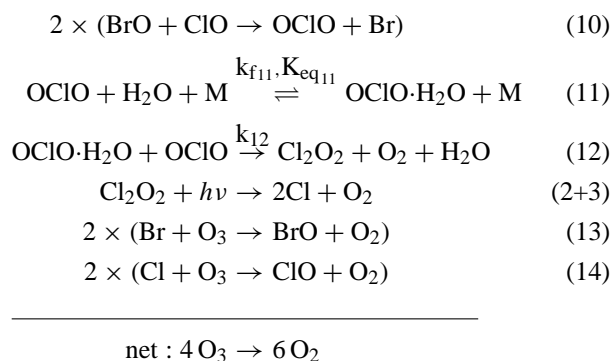 2 × (BrO + ClO → OClO + Br) (10)
OClO + H₂O + M k_f11, K_eq11 ⇌ OClO·H₂O + M (11)
OClO·H₂O + OClO k₁₂ → Cl₂O₂ + O₂ + H₂O (12)
Cl₂O₂ + hν → 2Cl + O₂ (2+3)
2 × (Br + O₃ → BrO + O₂) (13)
2 × (Cl + O₃ → ClO + O₂) (14)
net : 4 O₃ → 6 O₂